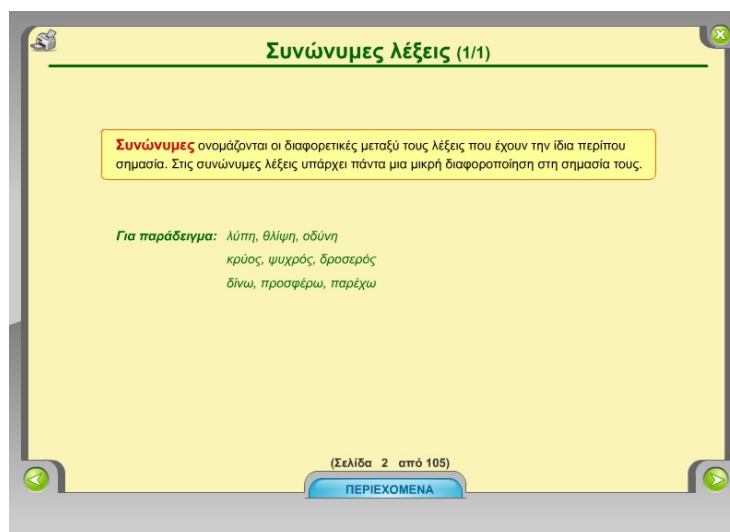 Συνώνυμες λέξεις (1/1)
Συνώνυμες ονομάζονται οι διαφορετικές μεταξύ τους λέξεις που έχουν την ίδια περίπου
σημασία. Στις συνώνυμες λέξεις υπάρχει πάντα μια μικρή διαφοροποίηση στη σημασία τους.
Για παράδειγμα: λύπη, θλίψη, οδύνη
κρύος, ψυχρός, δροσερός
δίνω, προσφέρω, παρέχω
(Σελίδα 2 από 105)
ΠΕΡΙΕΧΟΜΕΝΑ